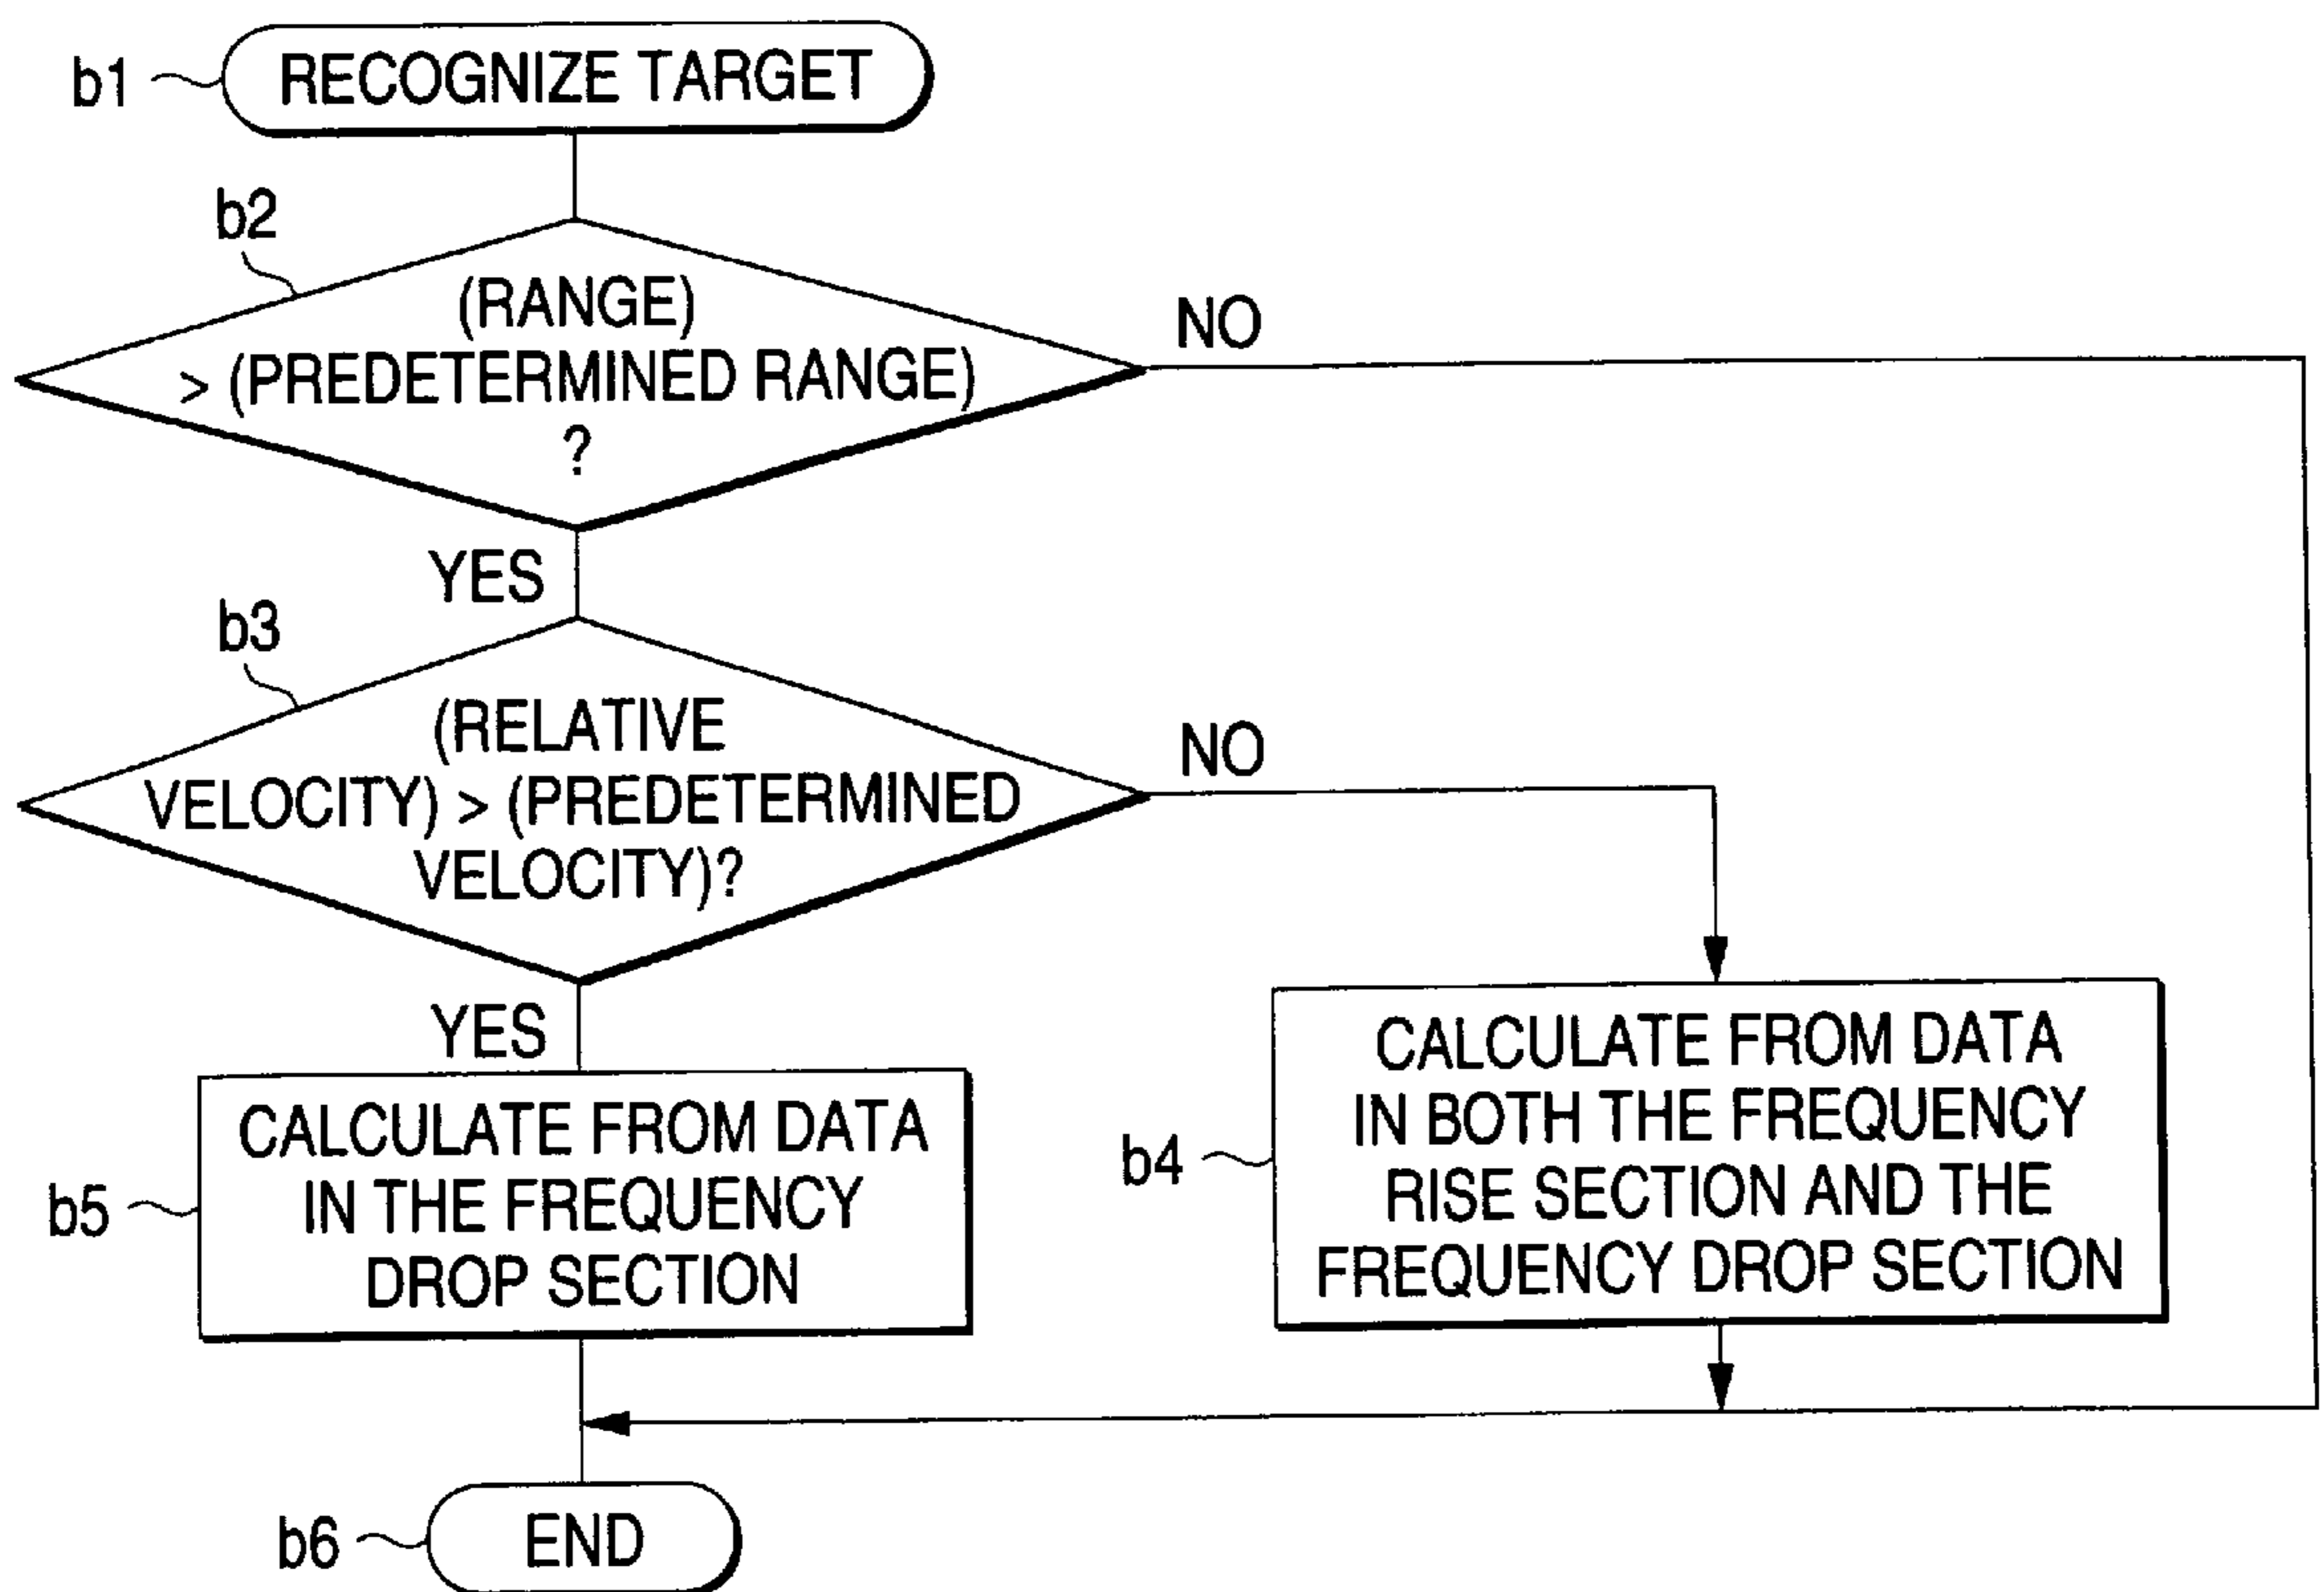 b1
RECOGNIZE TARGET
b2
(RANGE)
> (PREDETERMINED RANGE)
?
NO
YES
b3
(RELATIVE
VELOCITY) > (PREDETERMINED
VELOCITY)?
NO
YES
b5
CALCULATE FROM DATA
IN THE FREQUENCY
DROP SECTION
b4
CALCULATE FROM DATA
IN BOTH THE FREQUENCY
RISE SECTION AND THE
FREQUENCY DROP SECTION
b6
END